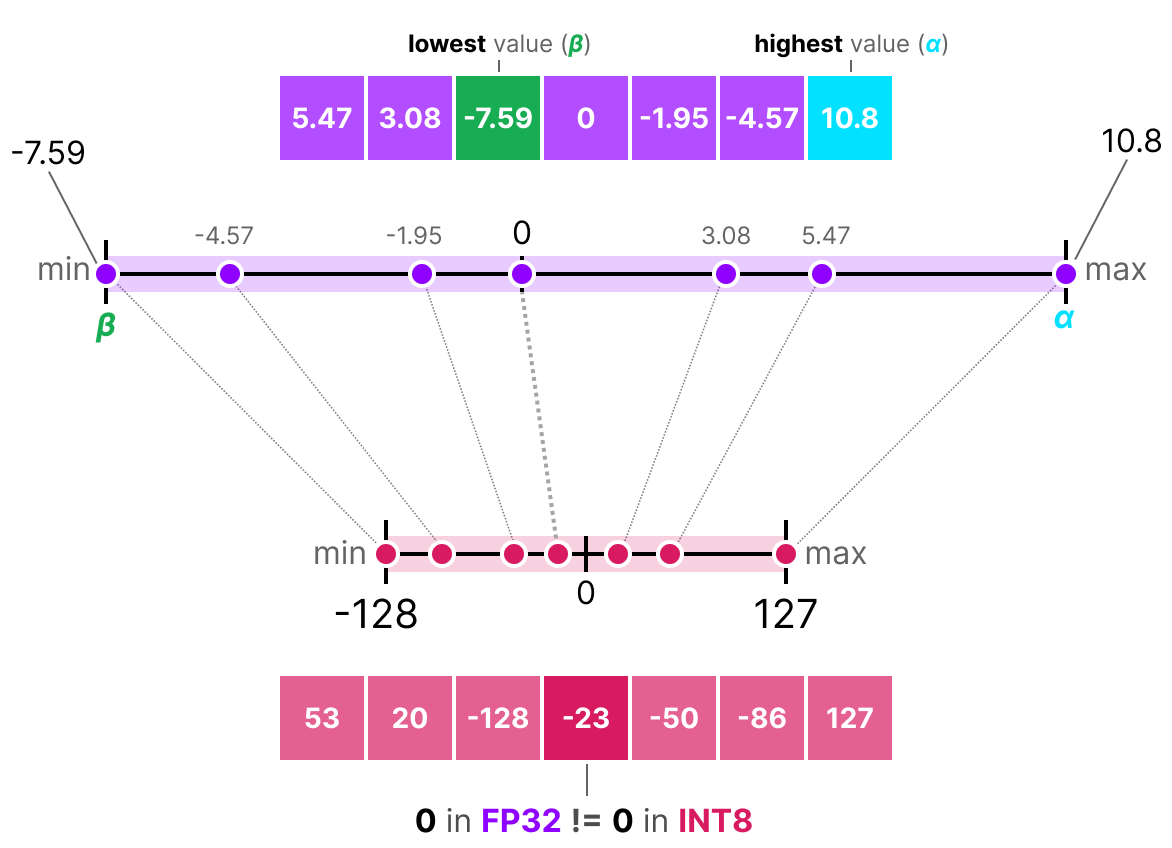 lowest value (β) highest value (α)
5.47 3.08 -7.59 0 -1.95 -4.57 10.8
-7.59 10.8
-4.57 -1.95 0 3.08 5.47
min max
β α
min max
0
-128 127
53 20 -128 -23 -50 -86 127
0 in FP32 != 0 in INT8